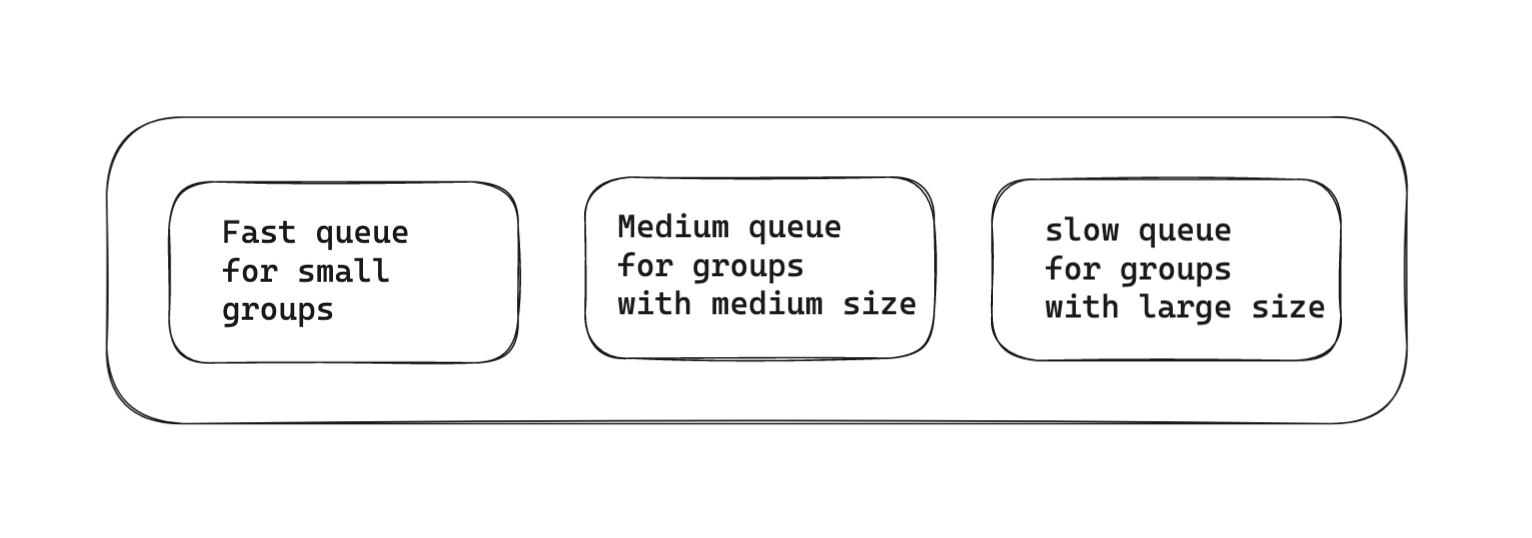 Fast queue
for small
groups
Medium queue
for groups
with medium size
slow queue
for groups
with large size